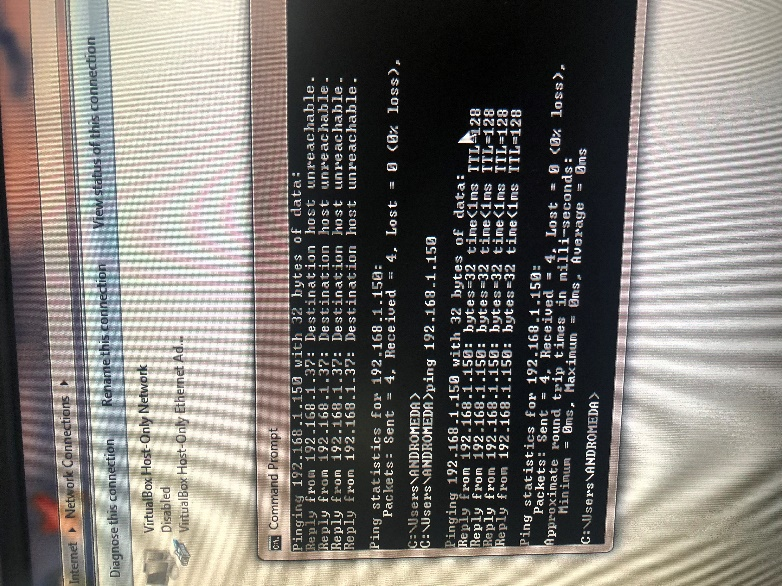 Internet ▸ Network Connections ▸
Diagnose this connection Rename this connection View status of this connection
VirtualBox Host-Only Network
Disabled
VirtualBox Host-Only Ethernet Ad...
Command Prompt
Pinging 192.168.1.150 with 32 bytes of data:
Reply from 192.168.1.37: Destination host unreachable.
Reply from 192.168.1.37: Destination host unreachable.
Reply from 192.168.1.37: Destination host unreachable.
Reply from 192.168.1.37: Destination host unreachable.
Ping statistics for 192.168.1.150:
Packets: Sent = 4, Received = 4, Lost = 0 (0% loss),
C:\Users\ANDROMEDA>
C:\Users\ANDROMEDA>ping 192.168.1.150
Pinging 192.168.1.150 with 32 bytes of data:
Reply from 192.168.1.150: bytes=32 time<1ms TTL=128
Reply from 192.168.1.150: bytes=32 time<1ms TTL=128
Reply from 192.168.1.150: bytes=32 time<1ms TTL=128
Reply from 192.168.1.150: bytes=32 time<1ms TTL=128
Ping statistics for 192.168.1.150:
Packets: Sent = 4, Received = 4, Lost = 0 (0% loss),
Approximate round trip times in milli-seconds:
Minimum = 0ms, Maximum = 0ms, Average = 0ms
C:\Users\ANDROMEDA>